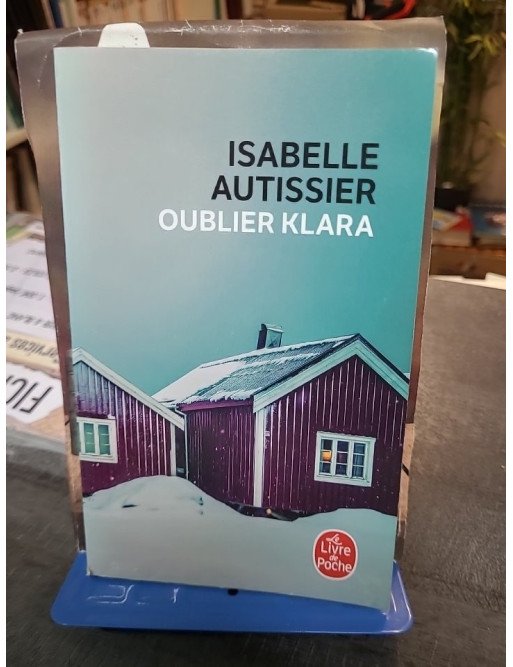 ISABELLE
AUTISSIER
OUBLIER KLARA
Le
Livre
de
Poche